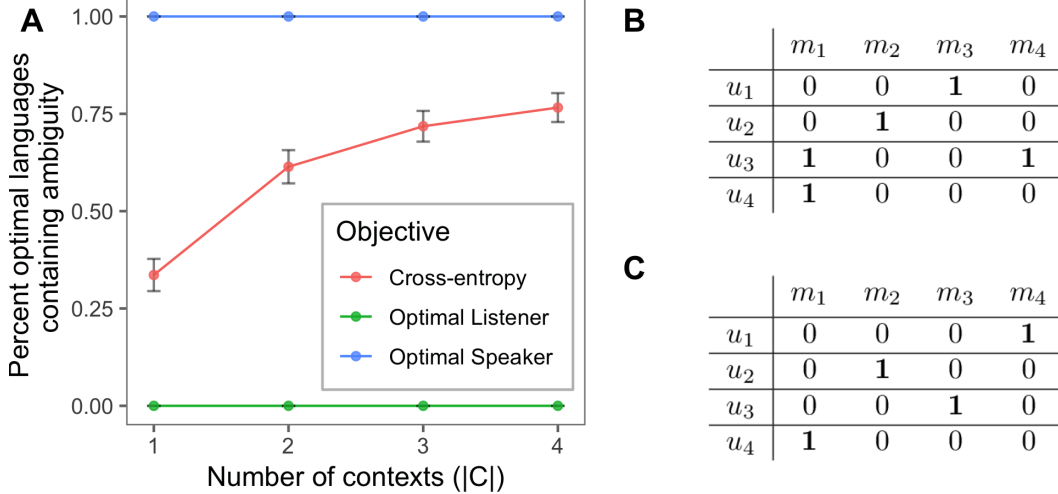 A
Percent optimal languages
containing ambiguity
1.00
0.75
0.50
0.25
0.00
Objective
Cross-entropy
Optimal Listener
Optimal Speaker
1 2 3 4
Number of contexts (|C|)
B
m₁ m₂ m₃ m₄
u₁ 0 0 1 0
u₂ 0 1 0 0
u₃ 1 0 0 1
u₄ 1 0 0 0
C
m₁ m₂ m₃ m₄
u₁ 0 0 0 1
u₂ 0 1 0 0
u₃ 0 0 1 0
u₄ 1 0 0 0